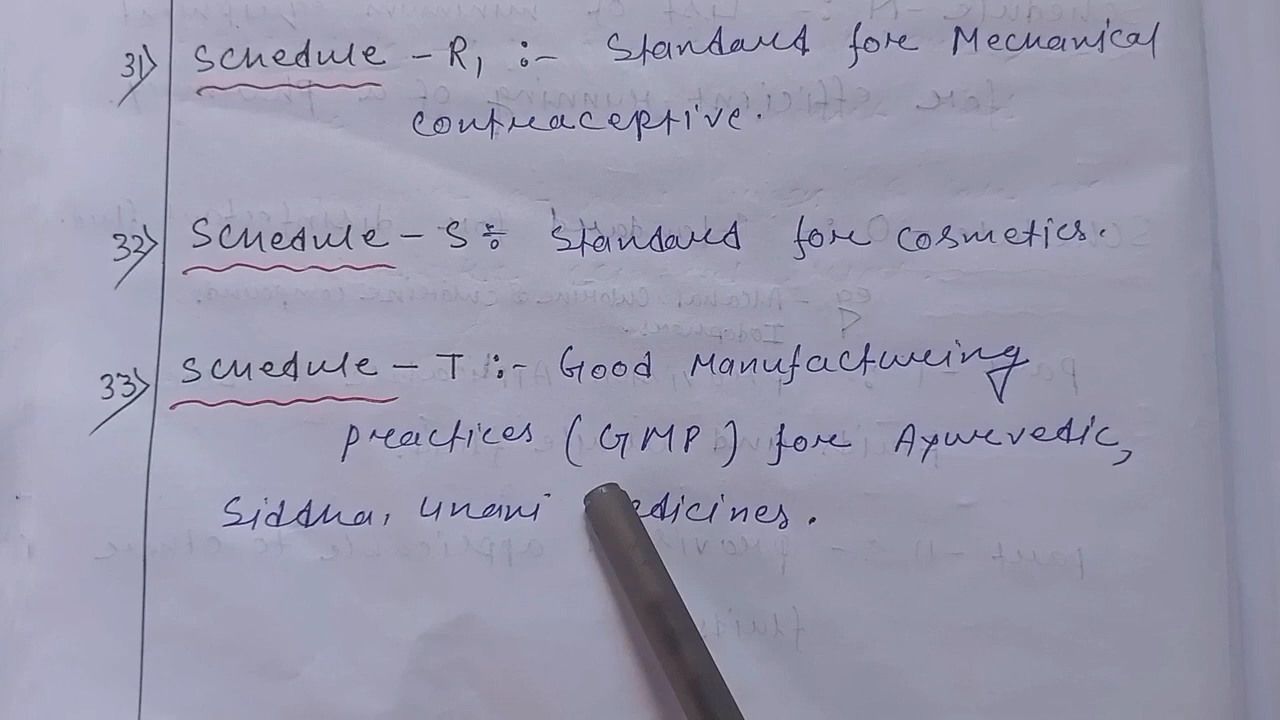 31) Schedule - R1 :- Standard for Mechanical
contraceptive.
32) Schedule - S : Standard for cosmetics.
33) Schedule - T :- Good Manufacturing
practices (GMP) for Ayurvedic,
Siddha, Unani edicines.